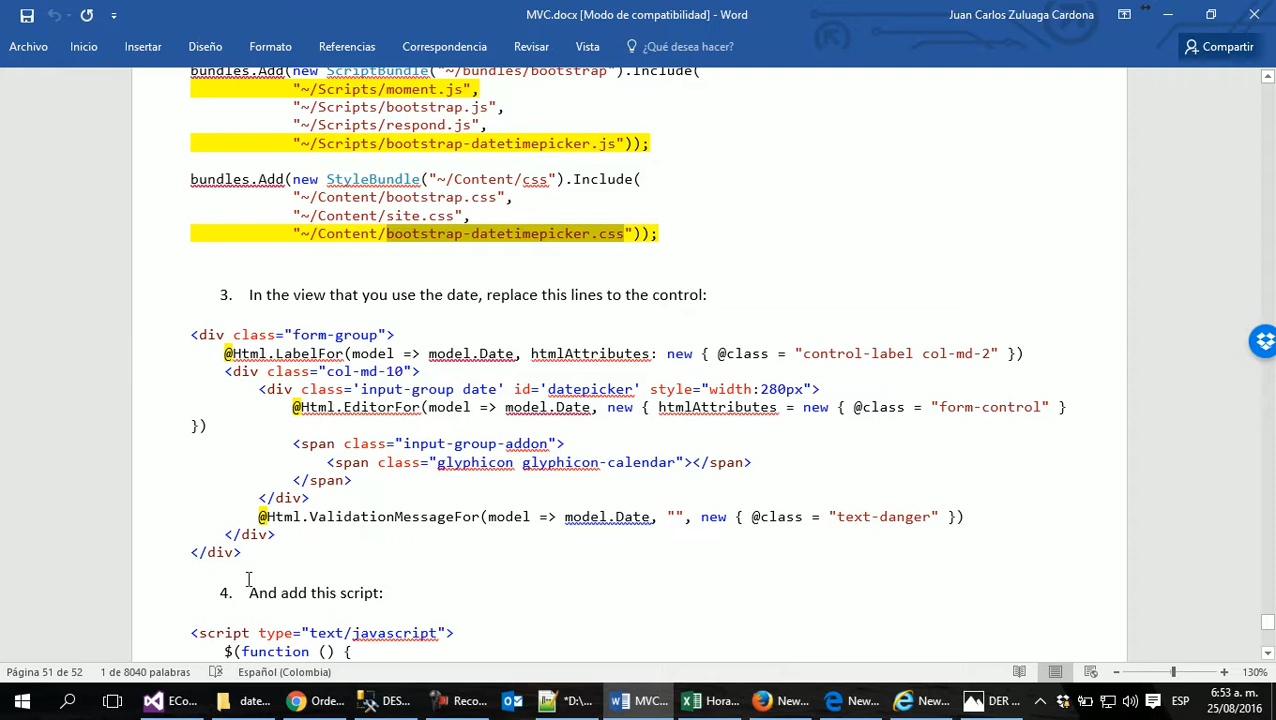 MVC.docx [Modo de compatibilidad] - Word
Juan Carlos Zuluaga Cardona
Archivo Inicio Insertar Diseño Formato Referencias Correspondencia Revisar Vista ¿Qué desea hacer? Compartir
bundles.Add(new ScriptBundle("~/bundles/bootstrap").Include(
"~/Scripts/moment.js",
"~/Scripts/bootstrap.js",
"~/Scripts/respond.js",
"~/Scripts/bootstrap-datetimepicker.js"));
bundles.Add(new StyleBundle("~/Content/css").Include(
"~/Content/bootstrap.css",
"~/Content/site.css",
"~/Content/bootstrap-datetimepicker.css"));
3. In the view that you use the date, replace this lines to the control:
<div class="form-group">
@Html.LabelFor(model => model.Date, htmlAttributes: new { @class = "control-label col-md-2" })
<div class="col-md-10">
<div class='input-group date' id='datepicker' style="width:280px">
@Html.EditorFor(model => model.Date, new { htmlAttributes = new { @class = "form-control" }
})
<span class="input-group-addon">
<span class="glyphicon glyphicon-calendar"></span>
</span>
</div>
@Html.ValidationMessageFor(model => model.Date, "", new { @class = "text-danger" })
</div>
</div>
4. And add this script:
<script type="text/javascript">
$(function () {
Página 51 de 52 1 de 8040 palabras Español (Colombia) 130%
ECo... date... Orde... DES... Reco... *D:\... MVC... Hora... New... New... New... DER ... ESP 6:53 a. m.
25/08/2016